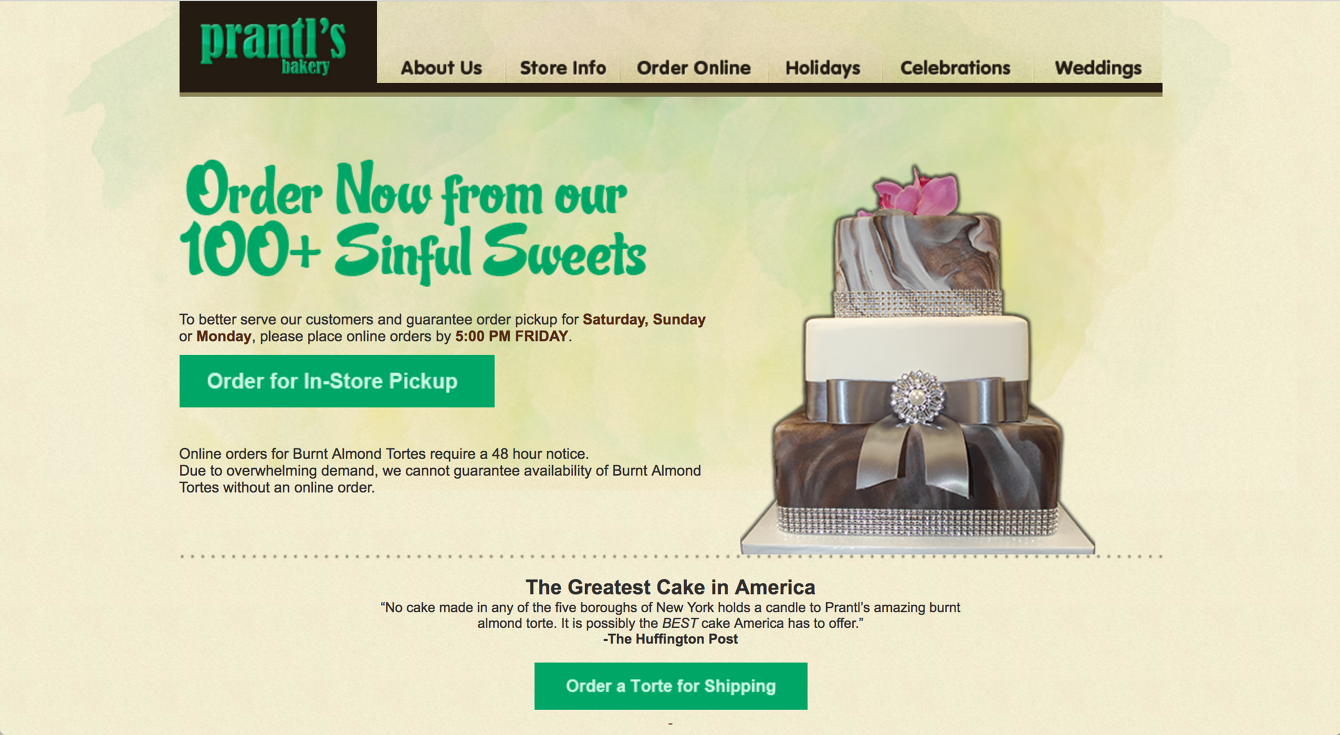 prantl's
bakery
About Us
Store Info
Order Online
Holidays
Celebrations
Weddings
Order Now from our
100+ Sinful Sweets
To better serve our customers and guarantee order pickup for Saturday, Sunday
or Monday, please place online orders by 5:00 PM FRIDAY.
Order for In-Store Pickup
Online orders for Burnt Almond Tortes require a 48 hour notice.
Due to overwhelming demand, we cannot guarantee availability of Burnt Almond
Tortes without an online order.
The Greatest Cake in America
“No cake made in any of the five boroughs of New York holds a candle to Prantl’s amazing burnt
almond torte. It is possibly the BEST cake America has to offer.”
-The Huffington Post
Order a Torte for Shipping
-